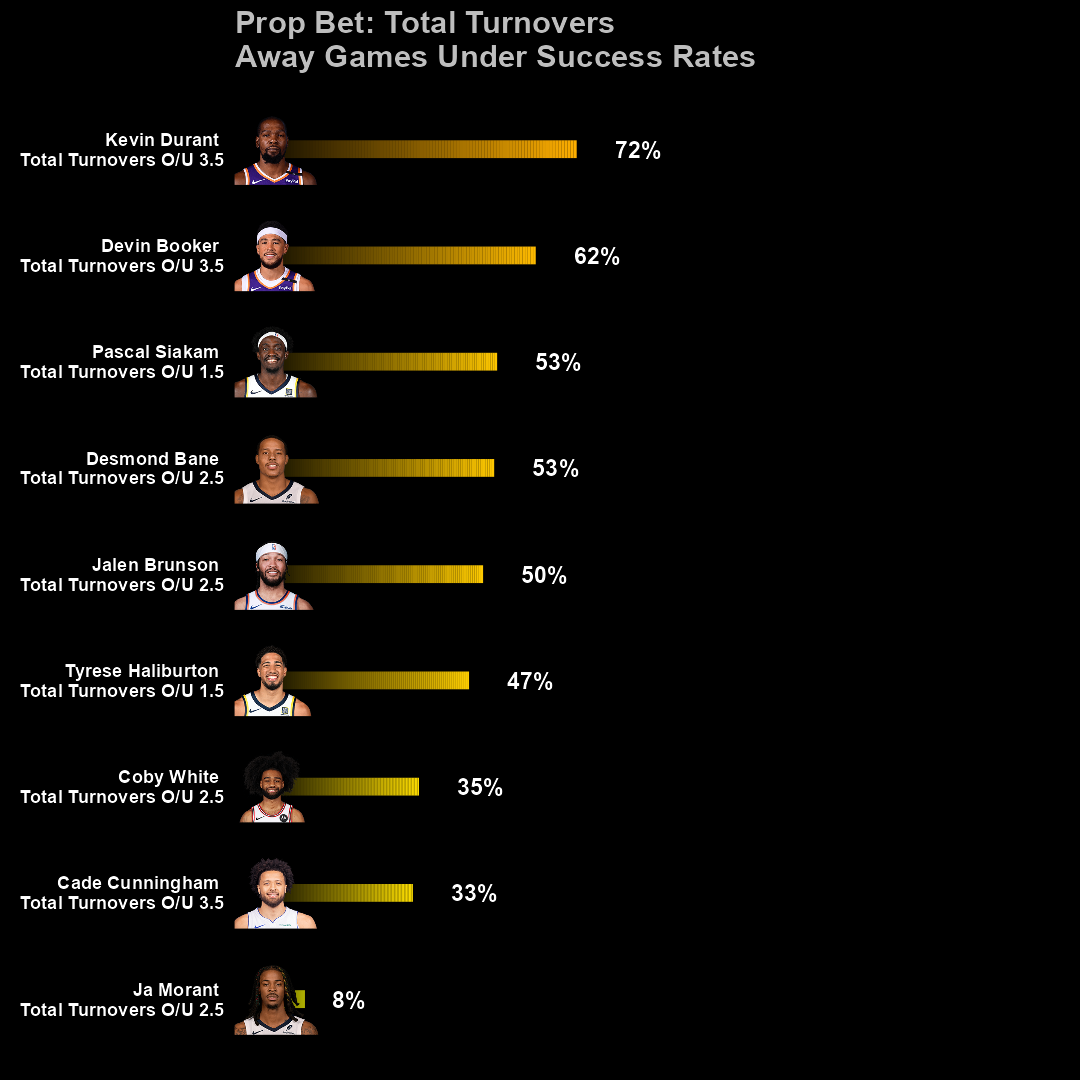 Prop Bet: Total Turnovers
Away Games Under Success Rates
Kevin Durant
Total Turnovers O/U 3.5
72%
Devin Booker
Total Turnovers O/U 3.5
62%
Pascal Siakam
Total Turnovers O/U 1.5
53%
Desmond Bane
Total Turnovers O/U 2.5
53%
Jalen Brunson
Total Turnovers O/U 2.5
50%
Tyrese Haliburton
Total Turnovers O/U 1.5
47%
Coby White
Total Turnovers O/U 2.5
35%
Cade Cunningham
Total Turnovers O/U 3.5
33%
Ja Morant
Total Turnovers O/U 2.5
8%